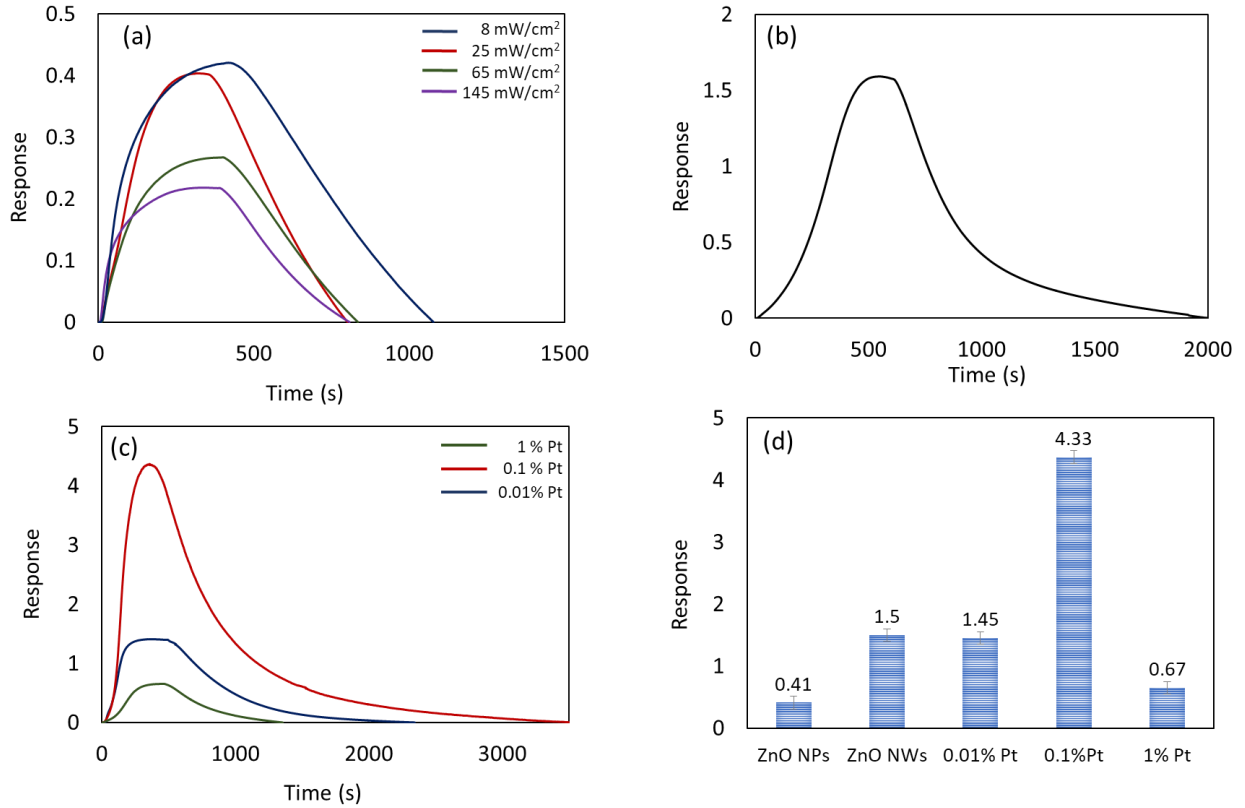 (a)
8 mW/cm²
25 mW/cm²
65 mW/cm²
145 mW/cm²
0.5
0.4
0.3
0.2
0.1
0
Response
0 500 1000 1500
Time (s)
(b)
2
1.5
1
0.5
0
Response
0 500 1000 1500 2000
Time (s)
(c)
1 % Pt
0.1 % Pt
0.01% Pt
5
4
3
2
1
0
Response
0 1000 2000 3000
Time (s)
(d)
5
4
3
2
1
0
Response
0.41
1.5
1.45
4.33
0.67
ZnO NPs ZnO NWs 0.01% Pt 0.1%Pt 1% Pt